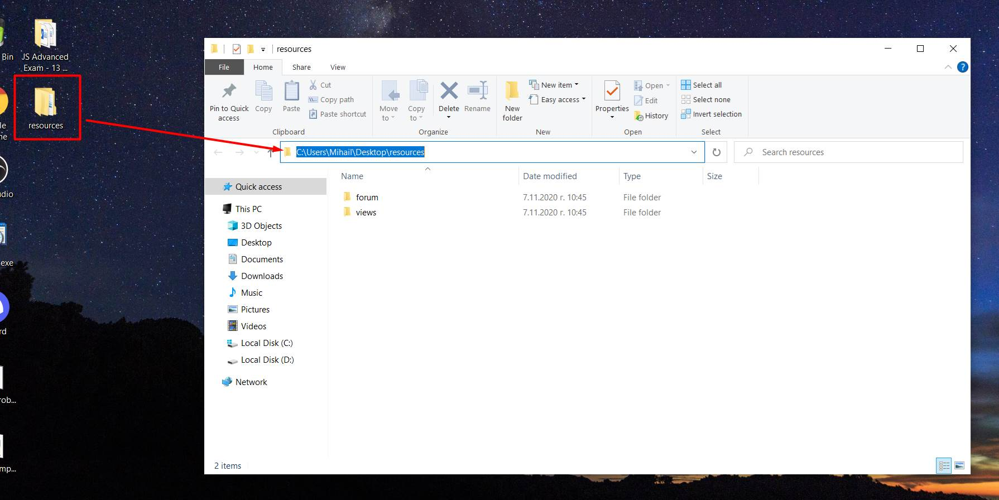 Bin
JS Advanced
Exam - 13 ...
resources
le
ne
udio
exe
rd
rob...
mp...
resources
File
Home
Share
View
Pin to Quick
access
Copy
Paste
Cut
Copy path
Paste shortcut
Clipboard
Move
to
Copy
to
Delete
Rename
Organize
New
folder
New item
Easy access
New
Properties
Open
Edit
History
Open
Select all
Select none
Invert selection
Select
C:\Users\Mihail\Desktop\resources
Search resources
Quick access
This PC
3D Objects
Desktop
Documents
Downloads
Music
Pictures
Videos
Local Disk (C:)
Local Disk (D:)
Network
Name Date modified Type Size
forum 7.11.2020 г. 10:45 File folder
views 7.11.2020 г. 10:45 File folder
2 items